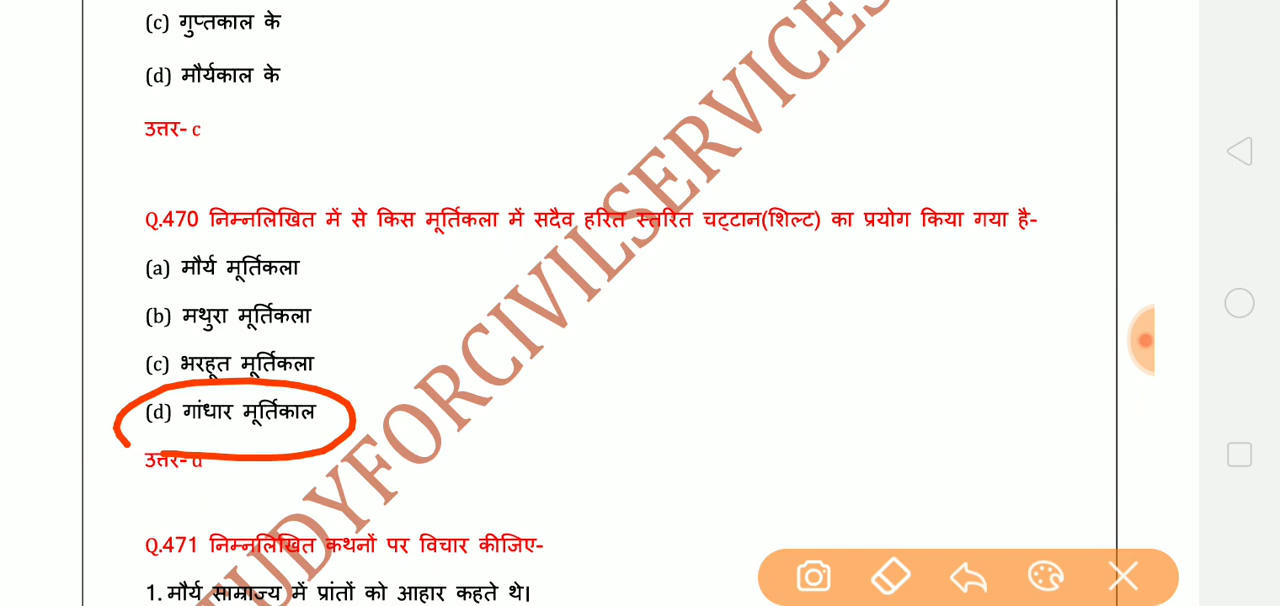 (c) गुप्तकाल के
(d) मौर्यकाल के
उत्तर- c
Q.470 निम्नलिखित में से किस मूर्तिकला में सदैव हरित स्तरित चट्टान(शिल्ट) का प्रयोग किया गया है-
(a) मौर्य मूर्तिकला
(b) मथुरा मूर्तिकला
(c) भरहूत मूर्तिकला
(d) गांधार मूर्तिकाल
उत्तर- d
Q.471 निम्नलिखित कथनों पर विचार कीजिए-
1. मौर्य साम्राज्य में प्रांतों को आहार कहते थे।
TUDYFORCIVILSERVICES